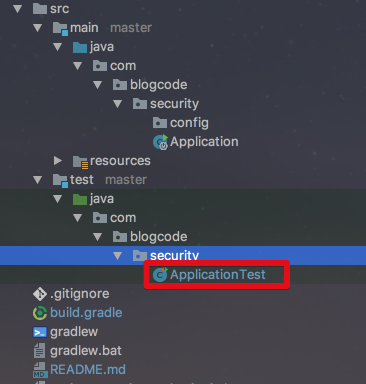 src
main master
java
com
blogcode
security
config
Application
resources
test master
java
com
blogcode
security
ApplicationTest
.gitignore
build.gradle
gradlew
gradlew.bat
README.md